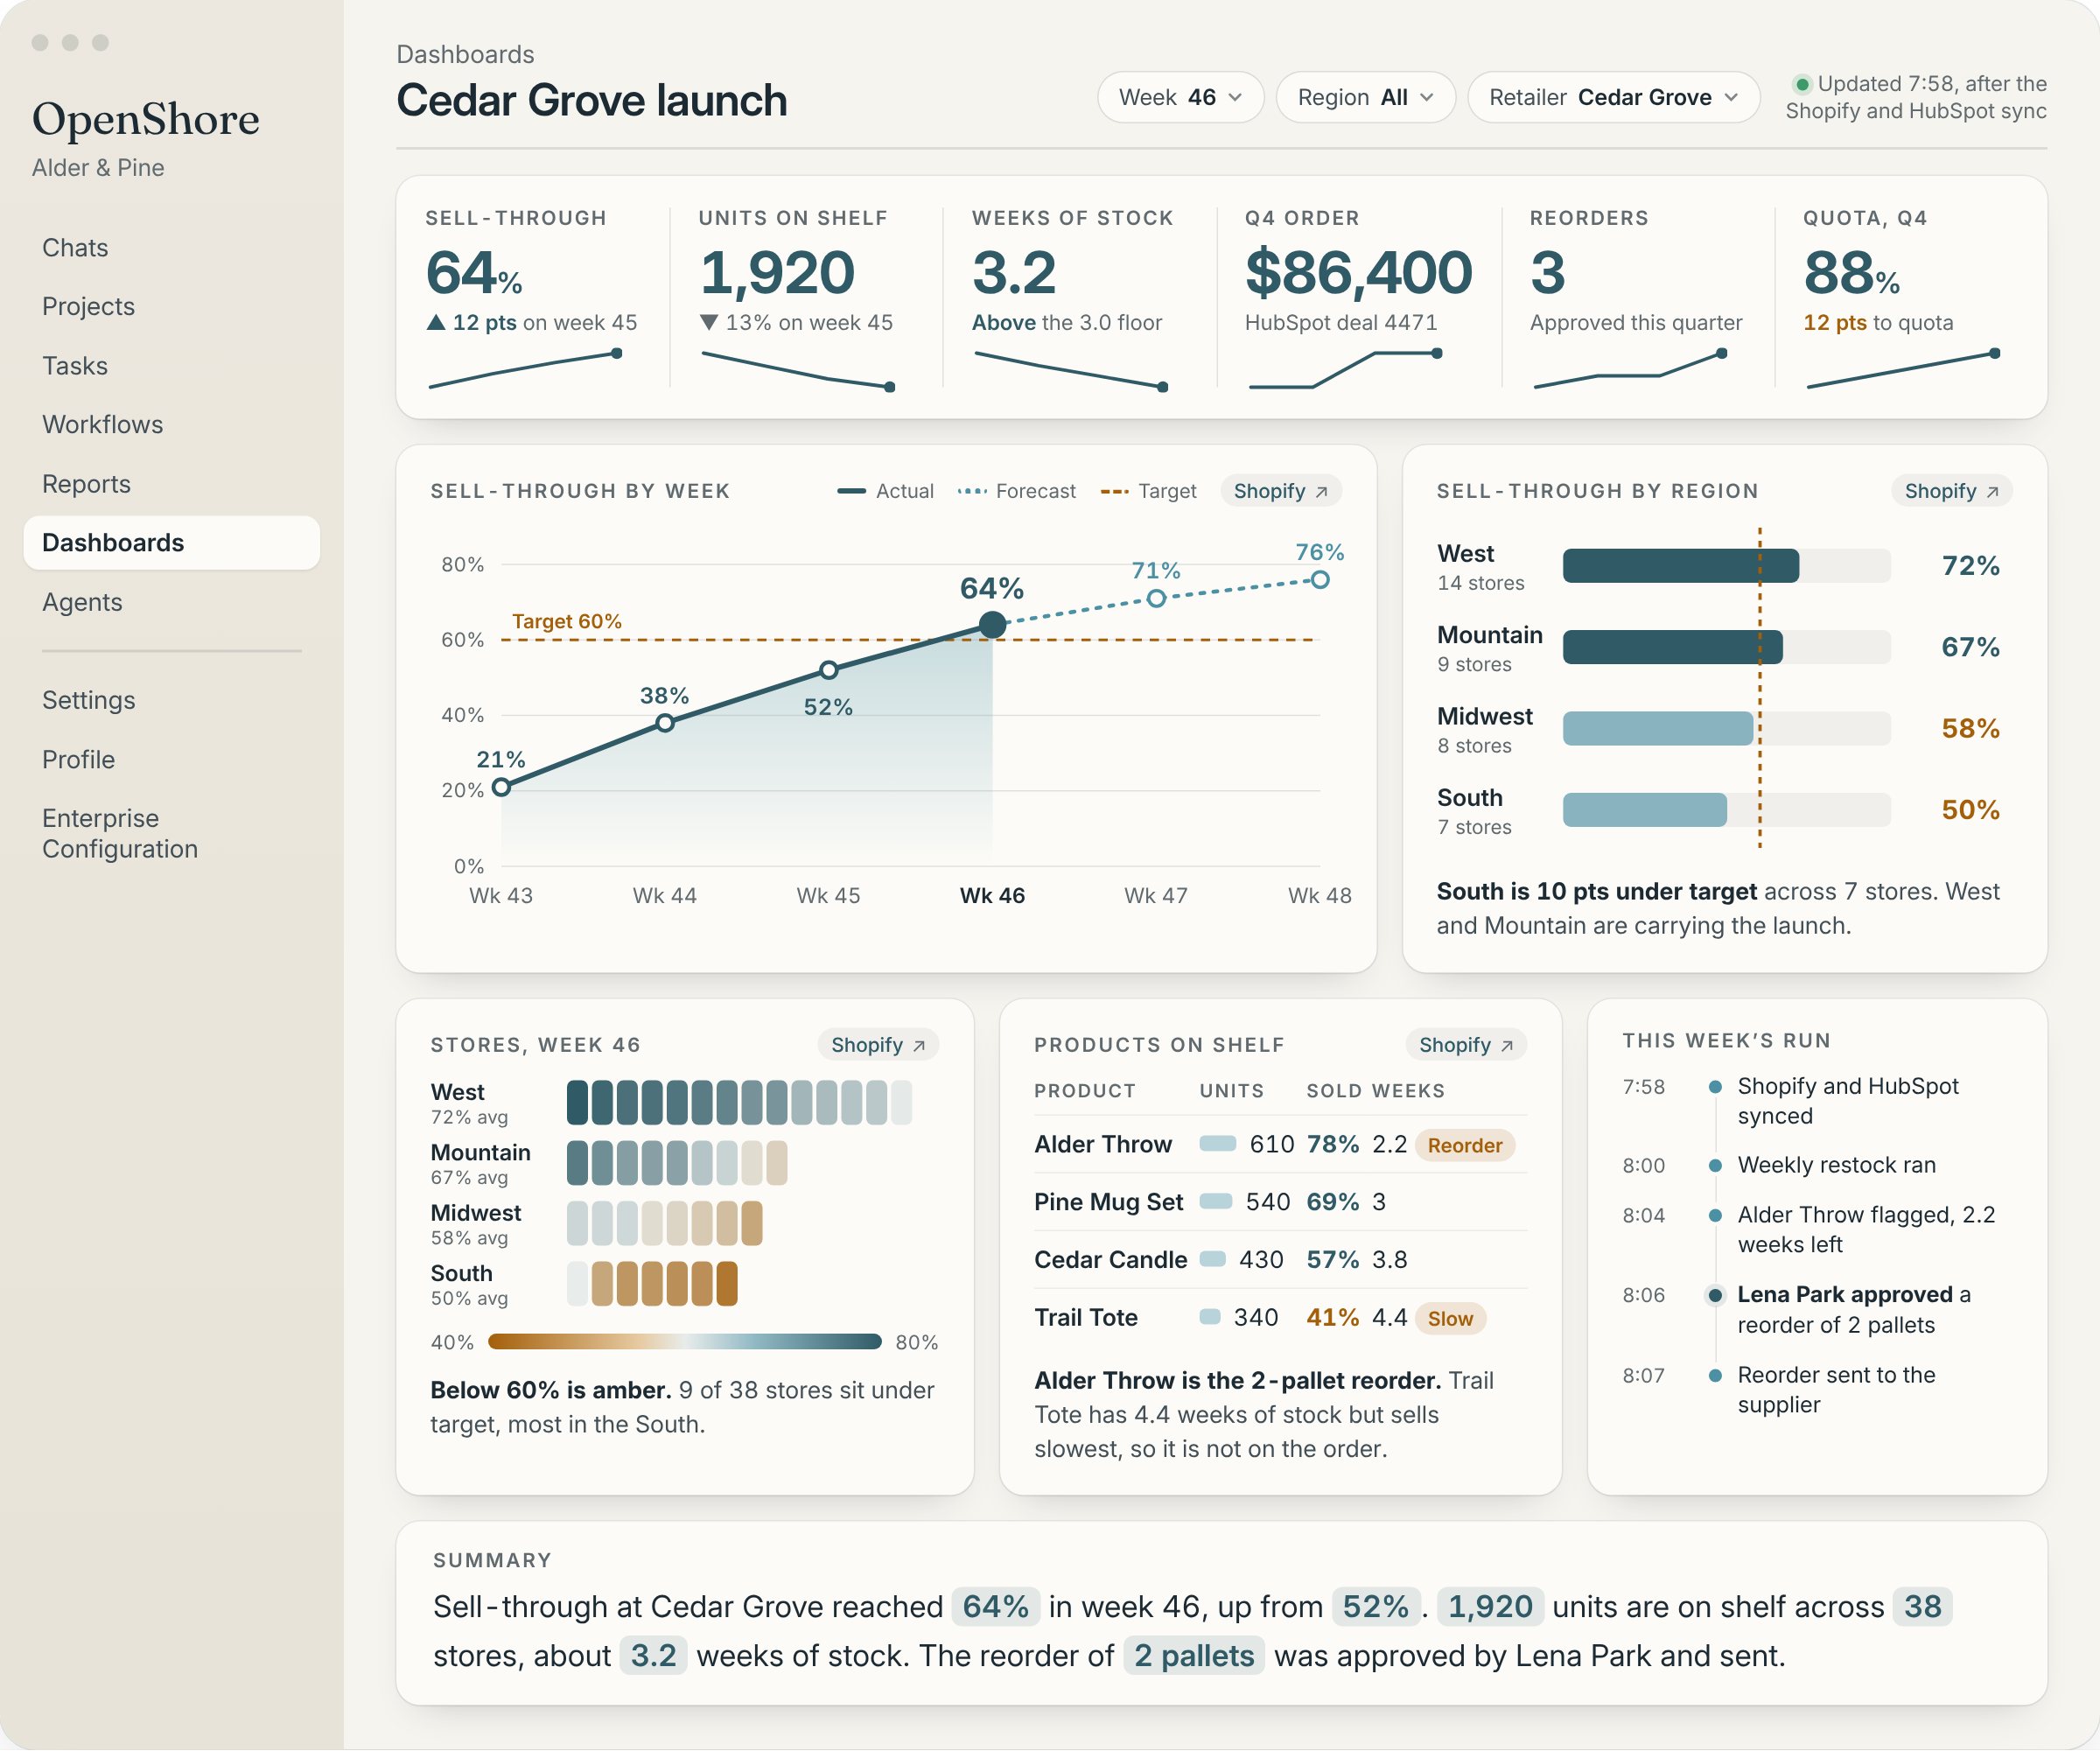 OpenShore
Alder & Pine
Chats
Projects
Tasks
Workflows
Reports
Dashboards
Agents
Settings
Profile
Enterprise
Configuration
Dashboards
Cedar Grove launch
Week 46
Region All
Retailer Cedar Grove
Updated 7:58, after the
Shopify and HubSpot sync
SELL-THROUGH
64%
▲ 12 pts on week 45
UNITS ON SHELF
1,920
▼ 13% on week 45
WEEKS OF STOCK
3.2
Above the 3.0 floor
Q4 ORDER
$86,400
HubSpot deal 4471
REORDERS
3
Approved this quarter
QUOTA, Q4
88%
12 pts to quota
SELL-THROUGH BY WEEK
Actual
Forecast
Target
Shopify ↗
80%
60%
40%
20%
0%
Target 60%
21%
38%
52%
64%
71%
76%
Wk 43
Wk 44
Wk 45
Wk 46
Wk 47
Wk 48
SELL-THROUGH BY REGION
Shopify ↗
West
14 stores
72%
Mountain
9 stores
67%
Midwest
8 stores
58%
South
7 stores
50%
South is 10 pts under target across 7 stores. West
and Mountain are carrying the launch.
STORES, WEEK 46
Shopify ↗
West
72% avg
Mountain
67% avg
Midwest
58% avg
South
50% avg
40%
80%
Below 60% is amber. 9 of 38 stores sit under
target, most in the South.
PRODUCTS ON SHELF
Shopify ↗
PRODUCT UNITS SOLD WEEKS
Alder Throw 610 78% 2.2 Reorder
Pine Mug Set 540 69% 3
Cedar Candle 430 57% 3.8
Trail Tote 340 41% 4.4 Slow
Alder Throw is the 2-pallet reorder. Trail
Tote has 4.4 weeks of stock but sells
slowest, so it is not on the order.
THIS WEEK'S RUN
7:58 Shopify and HubSpot
synced
8:00 Weekly restock ran
8:04 Alder Throw flagged, 2.2
weeks left
8:06 Lena Park approved a
reorder of 2 pallets
8:07 Reorder sent to the
supplier
SUMMARY
Sell-through at Cedar Grove reached 64% in week 46, up from 52%. 1,920 units are on shelf across 38
stores, about 3.2 weeks of stock. The reorder of 2 pallets was approved by Lena Park and sent.